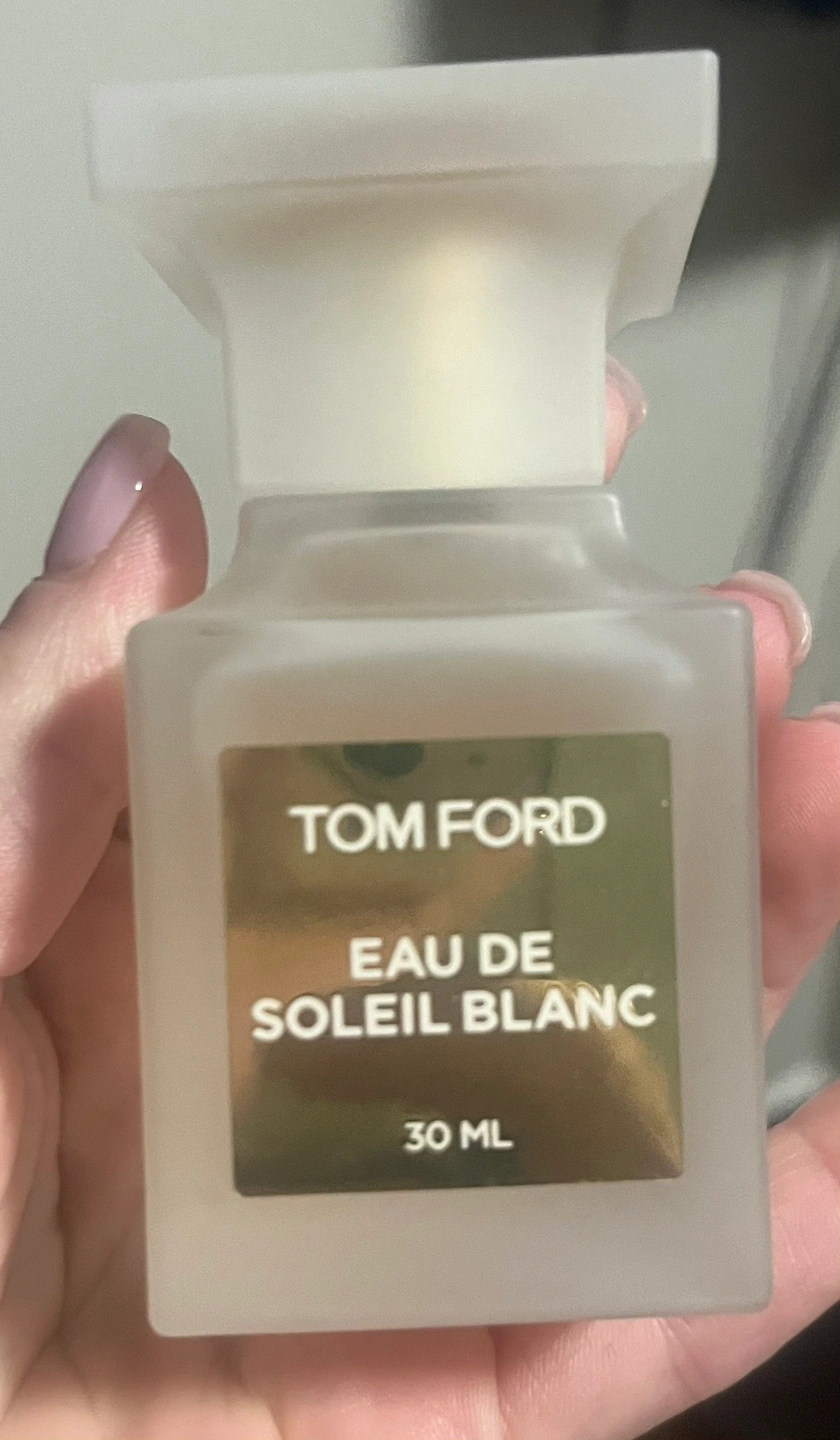 TOM FORD
EAU DE
SOLEIL BLANC
30 ML